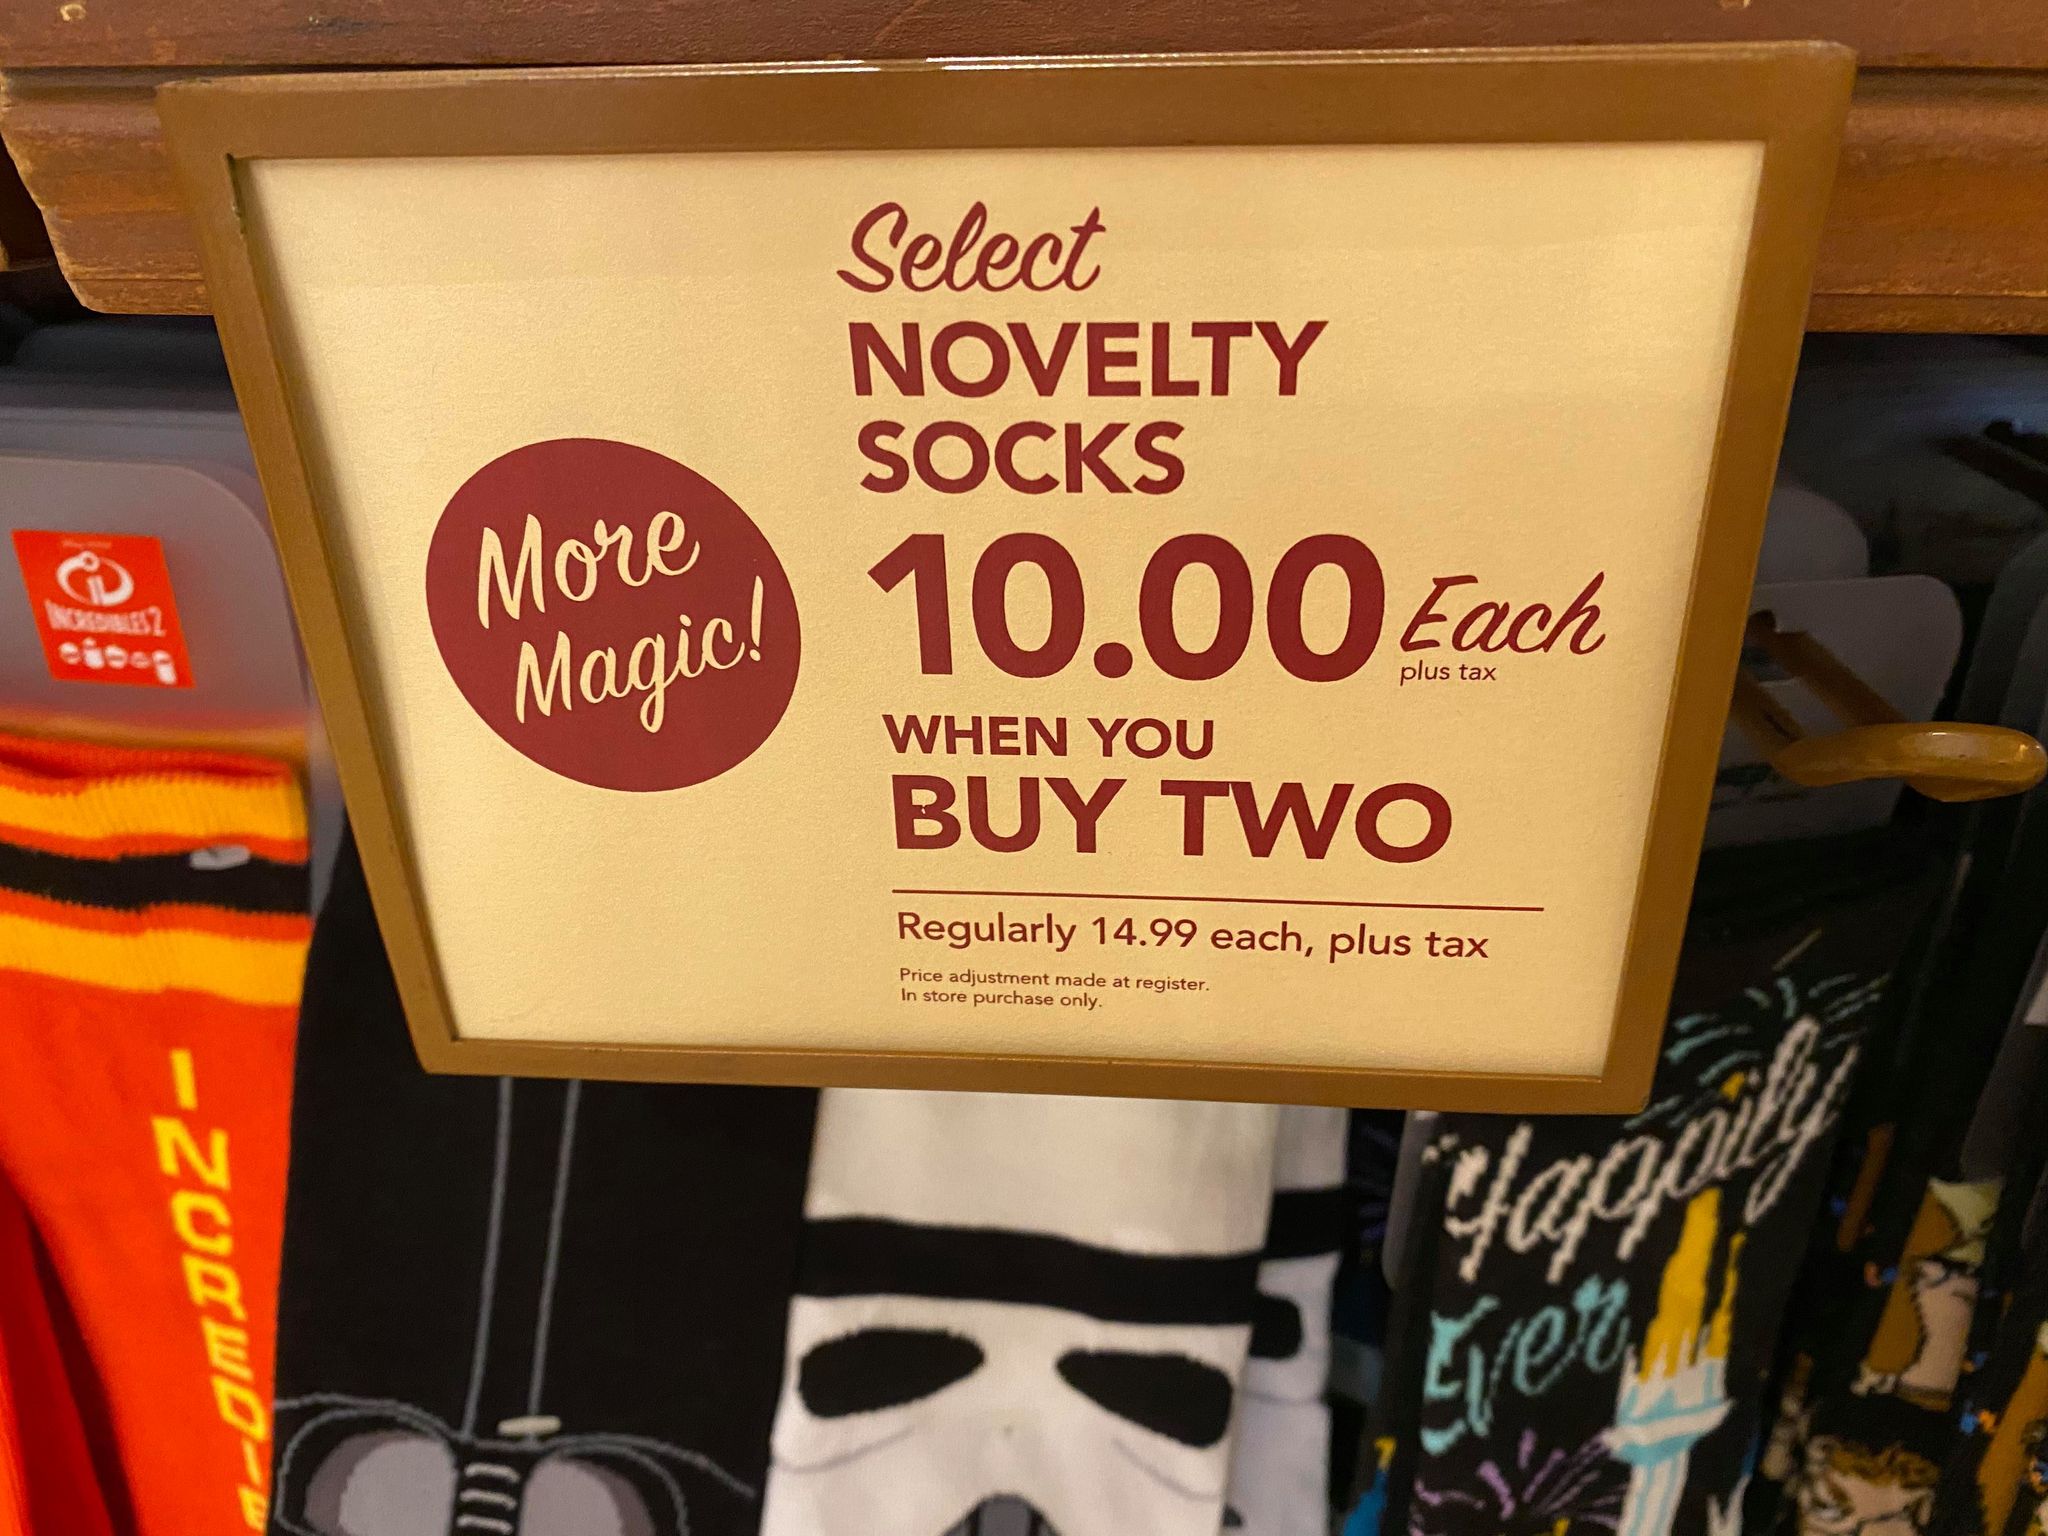 Select
NOVELTY
SOCKS
10.00 Each
plus tax
WHEN YOU
BUY TWO
Regularly 14.99 each, plus tax
Price adjustment made at register.
In store purchase only.
More
Magic!
INCREDIBLES 2
INCREDIB
Happily
Ever